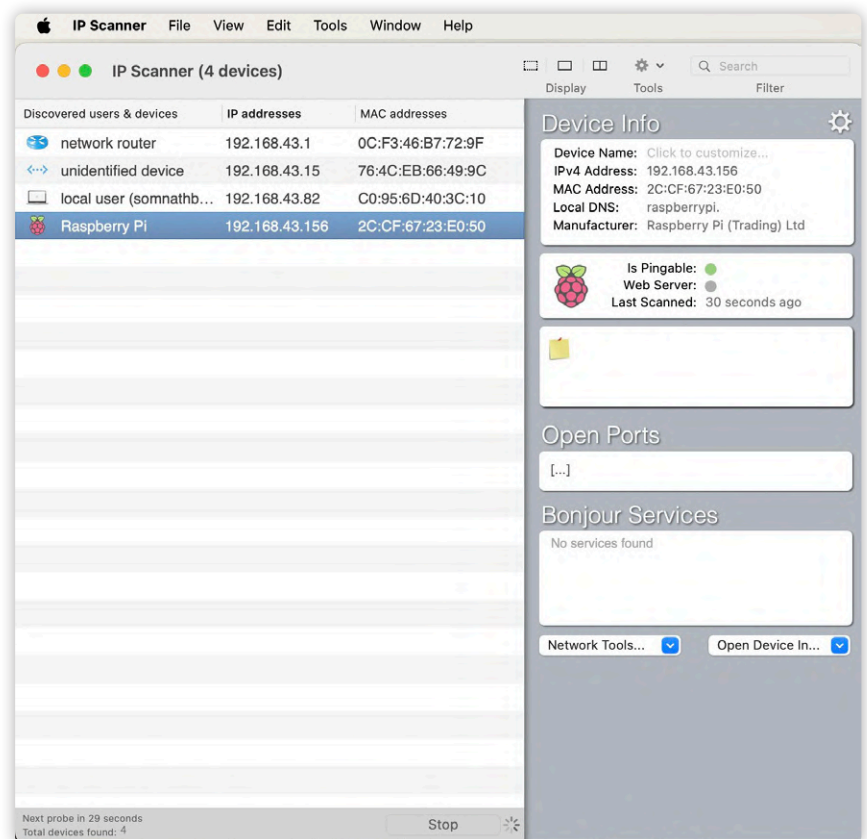 IP Scanner File View Edit Tools Window Help
IP Scanner (4 devices)
Search
Display Tools Filter
Discovered users & devices IP addresses MAC addresses
network router 192.168.43.1 0C:F3:46:B7:72:9F
unidentified device 192.168.43.15 76:4C:EB:66:49:9C
local user (somnathb... 192.168.43.82 C0:95:6D:40:3C:10
Raspberry Pi 192.168.43.156 2C:CF:67:23:E0:50
Device Info
Device Name: Click to customize...
IPv4 Address: 192.168.43.156
MAC Address: 2C:CF:67:23:E0:50
Local DNS: raspberrypi.
Manufacturer: Raspberry Pi (Trading) Ltd
Is Pingable:
Web Server:
Last Scanned: 30 seconds ago
Open Ports
[...]
Bonjour Services
No services found
Network Tools... Open Device In...
Next probe in 29 seconds
Total devices found: 4
Stop